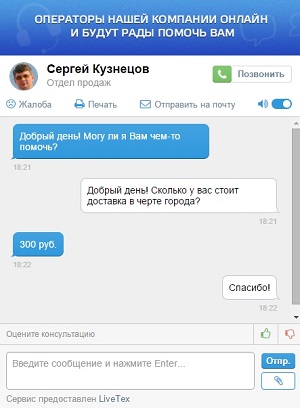 ОПЕРАТОРЫ НАШЕЙ КОМПАНИИ ОНЛАЙН
И БУДУТ РАДЫ ПОМОЧЬ ВАМ
Сергей Кузнецов
Отдел продаж
Позвонить
Жалоба
Печать
Отправить на почту
Добрый день! Могу ли я Вам чем-то
помочь?
18:21
Добрый день! Сколько у вас стоит
доставка в черте города?
18:21
300 руб.
18:22
Спасибо!
18:22
Оцените консультацию
Введите сообщение и нажмите Enter...
Отпр.
Сервис предоставлен LiveTex